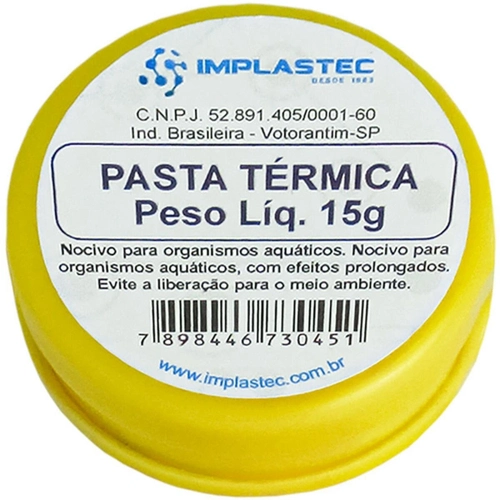 IMPLASTEC
DESDE 1983
C.N.P.J. 52.891.405/0001-60
Ind. Brasileira - Votorantim-SP
PASTA TÉRMICA
Peso Líq. 15g
Nocivo para organismos aquáticos. Nocivo para
organismos aquáticos, com efeitos prolongados.
Evite a liberação para o meio ambiente.
7 898446 730451
www.implastec.com.br